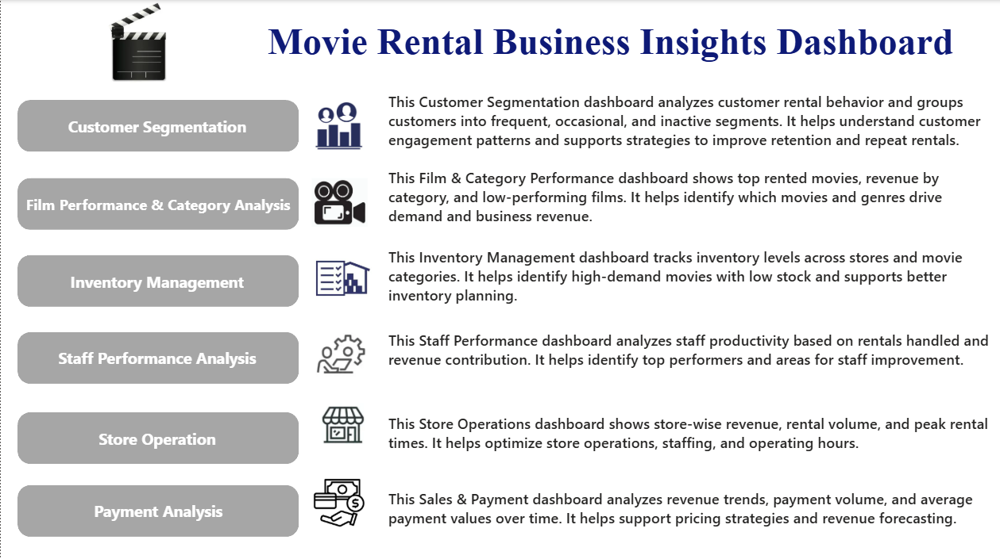 Movie Rental Business Insights Dashboard
Customer Segmentation
This Customer Segmentation dashboard analyzes customer rental behavior and groups
customers into frequent, occasional, and inactive segments. It helps understand customer
engagement patterns and supports strategies to improve retention and repeat rentals.
Film Performance & Category Analysis
This Film & Category Performance dashboard shows top rented movies, revenue by
category, and low-performing films. It helps identify which movies and genres drive
demand and business revenue.
Inventory Management
This Inventory Management dashboard tracks inventory levels across stores and movie
categories. It helps identify high-demand movies with low stock and supports better
inventory planning.
Staff Performance Analysis
This Staff Performance dashboard analyzes staff productivity based on rentals handled and
revenue contribution. It helps identify top performers and areas for staff improvement.
Store Operation
This Store Operations dashboard shows store-wise revenue, rental volume, and peak rental
times. It helps optimize store operations, staffing, and operating hours.
Payment Analysis
This Sales & Payment dashboard analyzes revenue trends, payment volume, and average
payment values over time. It helps support pricing strategies and revenue forecasting.